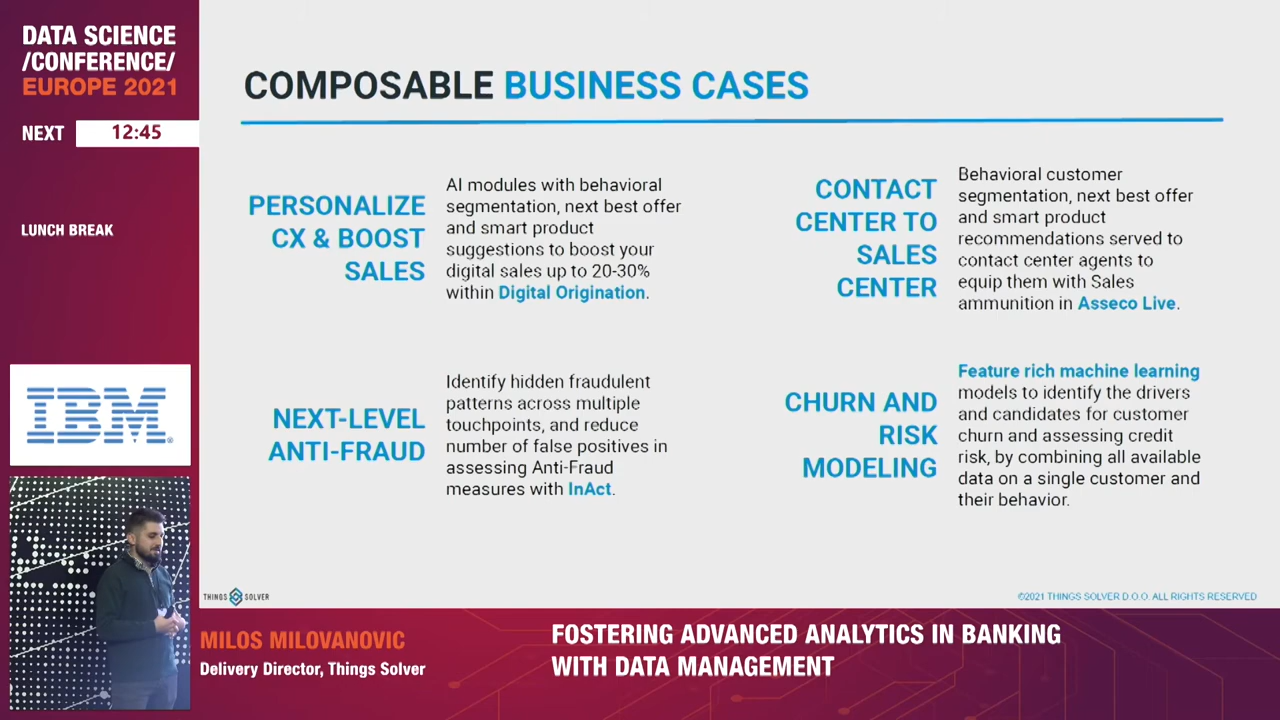 DATA SCIENCE
/CONFERENCE/
EUROPE 2021
NEXT
12:45
LUNCH BREAK
IBM
COMPOSABLE BUSINESS CASES
PERSONALIZE
CX & BOOST
SALES
AI modules with behavioral
segmentation, next best offer
and smart product
suggestions to boost your
digital sales up to 20-30%
within Digital Origination.
CONTACT
CENTER TO
SALES
CENTER
Behavioral customer
segmentation, next best offer
and smart product
recommendations served to
contact center agents to
equip them with Sales
ammunition in Asseco Live.
NEXT-LEVEL
ANTI-FRAUD
Identify hidden fraudulent
patterns across multiple
touchpoints, and reduce
number of false positives in
assessing Anti-Fraud
measures with InAct.
CHURN AND
RISK
MODELING
Feature rich machine learning
models to identify the drivers
and candidates for customer
churn and assessing credit
risk, by combining all available
data on a single customer and
their behavior.
THINGS SOLVER
©2021 THINGS SOLVER D.O.O. ALL RIGHTS RESERVED
MILOS MILOVANOVIC
Delivery Director, Things Solver
FOSTERING ADVANCED ANALYTICS IN BANKING
WITH DATA MANAGEMENT